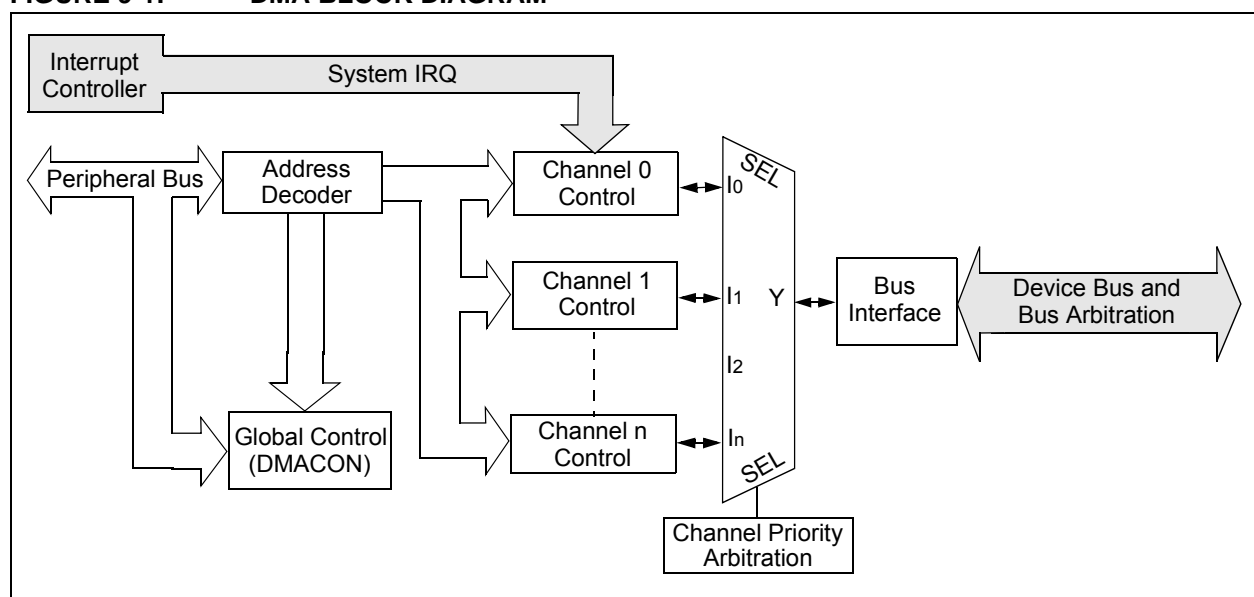 FIGURE 9-1: DMA BLOCK DIAGRAM
Interrupt
Controller
System IRQ
Peripheral Bus
Address
Decoder
Channel 0
Control
SEL
I0
Channel 1
Control
I1
Y
Bus
Interface
Device Bus and
Bus Arbitration
I2
Global Control
(DMACON)
Channel n
Control
In
SEL
Channel Priority
Arbitration